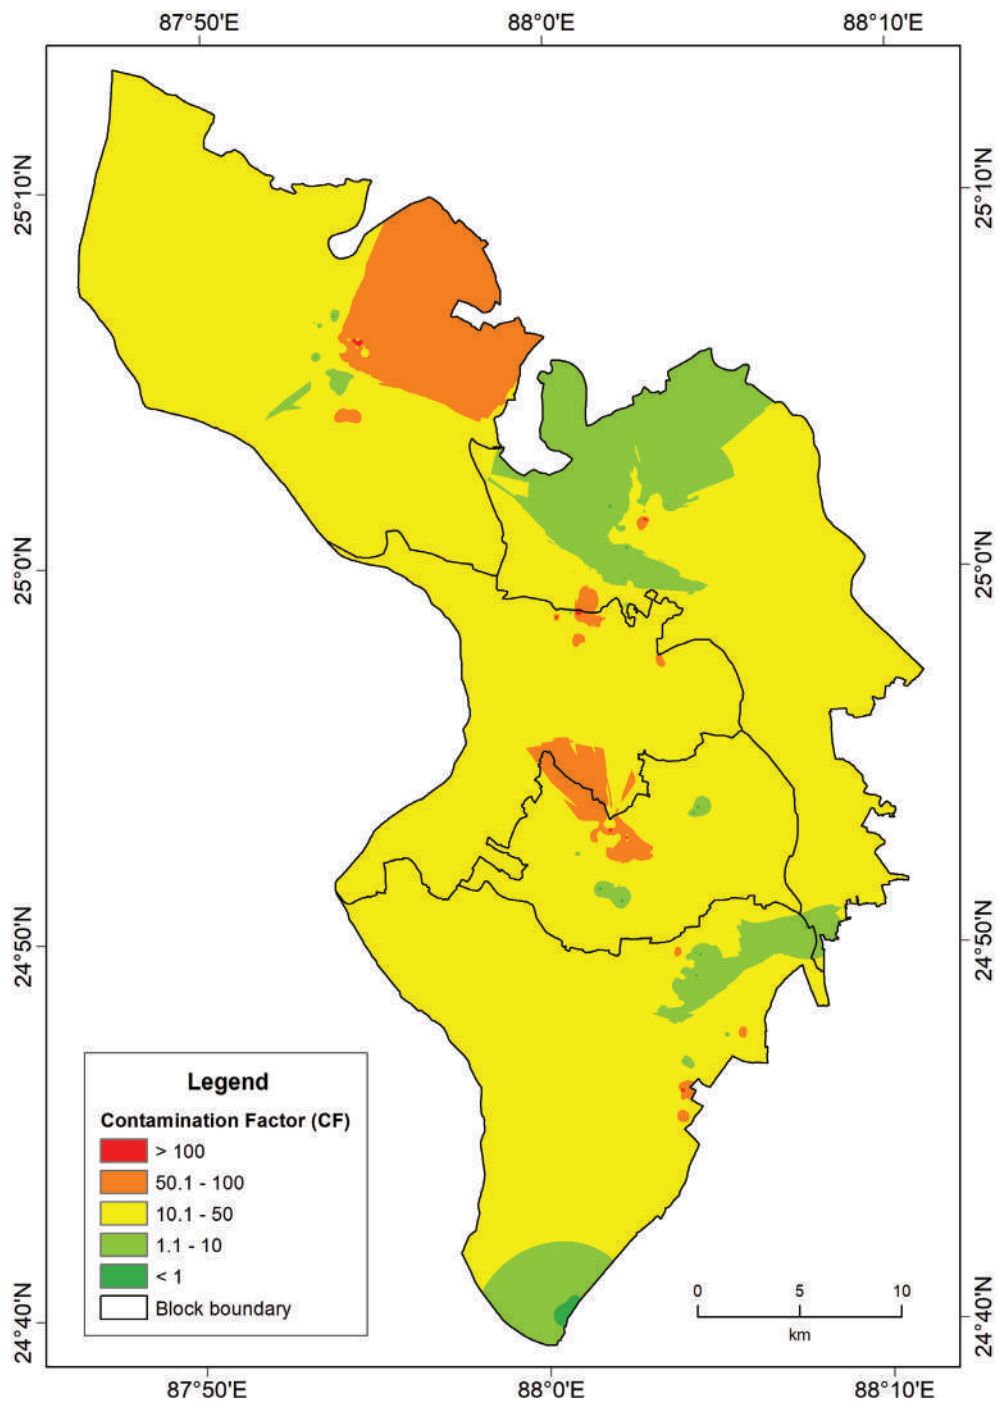 87°50'E 88°0'E 88°10'E
25°10'N 25°10'N
25°0'N 25°0'N
24°50'N 24°50'N
Legend
Contamination Factor (CF)
> 100
50.1 - 100
10.1 - 50
1.1 - 10
< 1
Block boundary
0 5 10
km
24°40'N 24°40'N
87°50'E 88°0'E 88°10'E